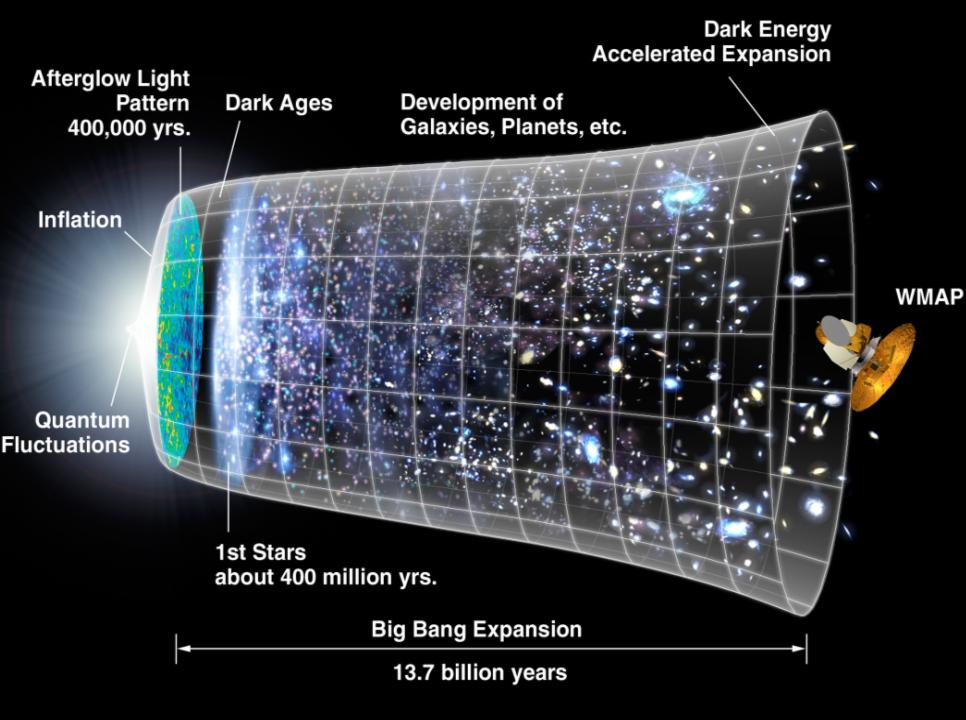 Dark Energy
Accelerated Expansion
Afterglow Light
Pattern
400,000 yrs.
Dark Ages
Development of
Galaxies, Planets, etc.
Inflation
WMAP
Quantum
Fluctuations
1st Stars
about 400 million yrs.
Big Bang Expansion
13.7 billion years